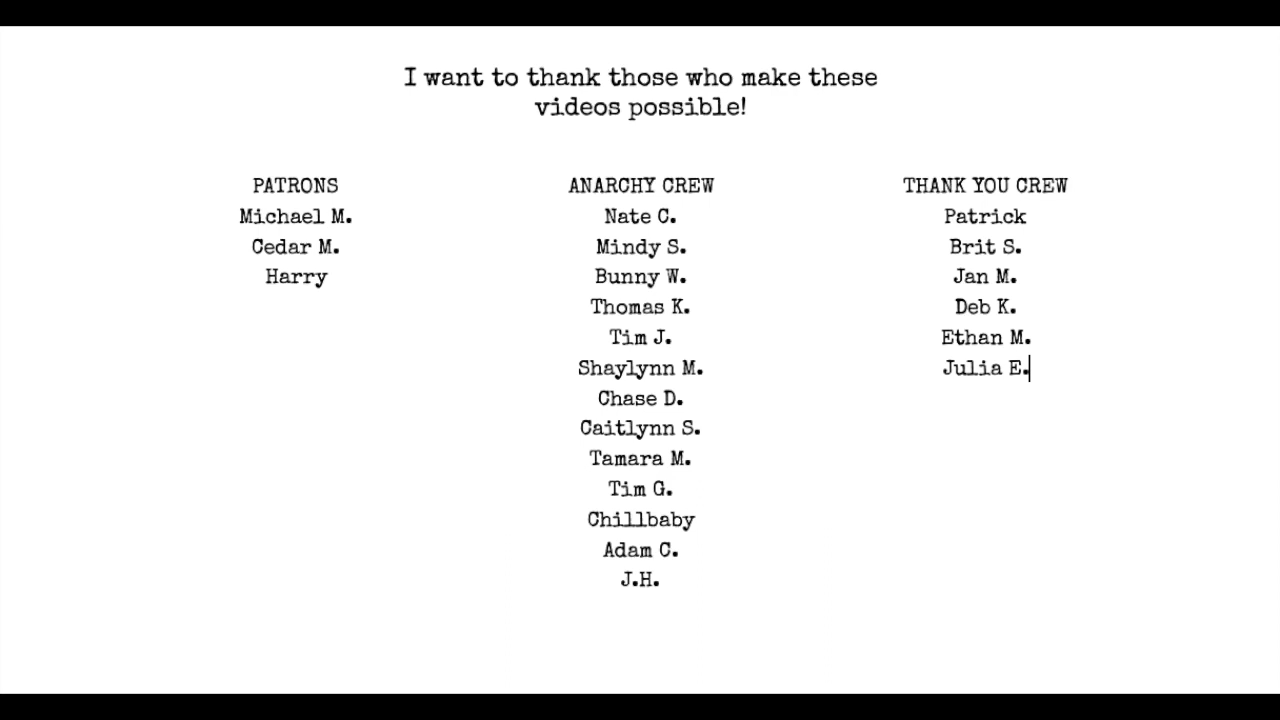 I want to thank those who make these
videos possible!
PATRONS
Michael M.
Cedar M.
Harry
ANARCHY CREW
Nate C.
Mindy S.
Bunny W.
Thomas K.
Tim J.
Shaylynn M.
Chase D.
Caitlynn S.
Tamara M.
Tim G.
Chillbaby
Adam C.
J.H.
THANK YOU CREW
Patrick
Brit S.
Jan M.
Deb K.
Ethan M.
Julia E.